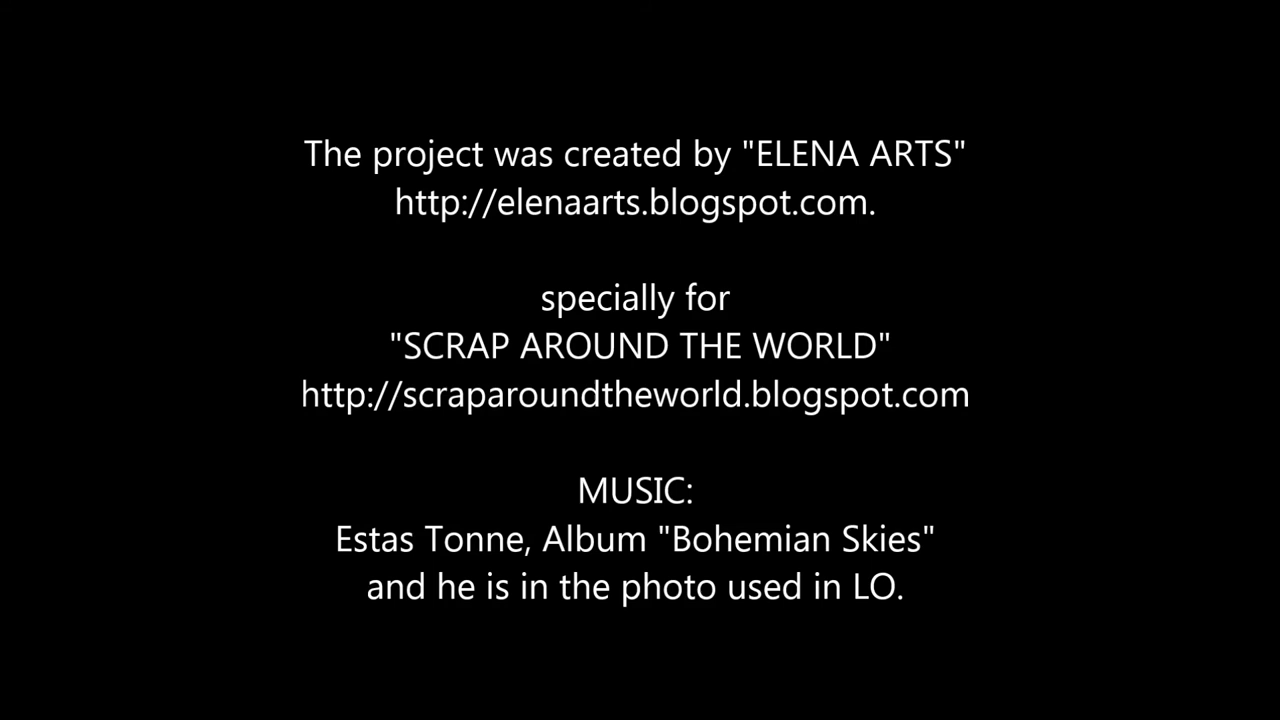 The project was created by "ELENA ARTS"
http://elenaarts.blogspot.com.
specially for
"SCRAP AROUND THE WORLD"
http://scraparoundtheworld.blogspot.com
MUSIC:
Estas Tonne, Album "Bohemian Skies"
and he is in the photo used in LO.